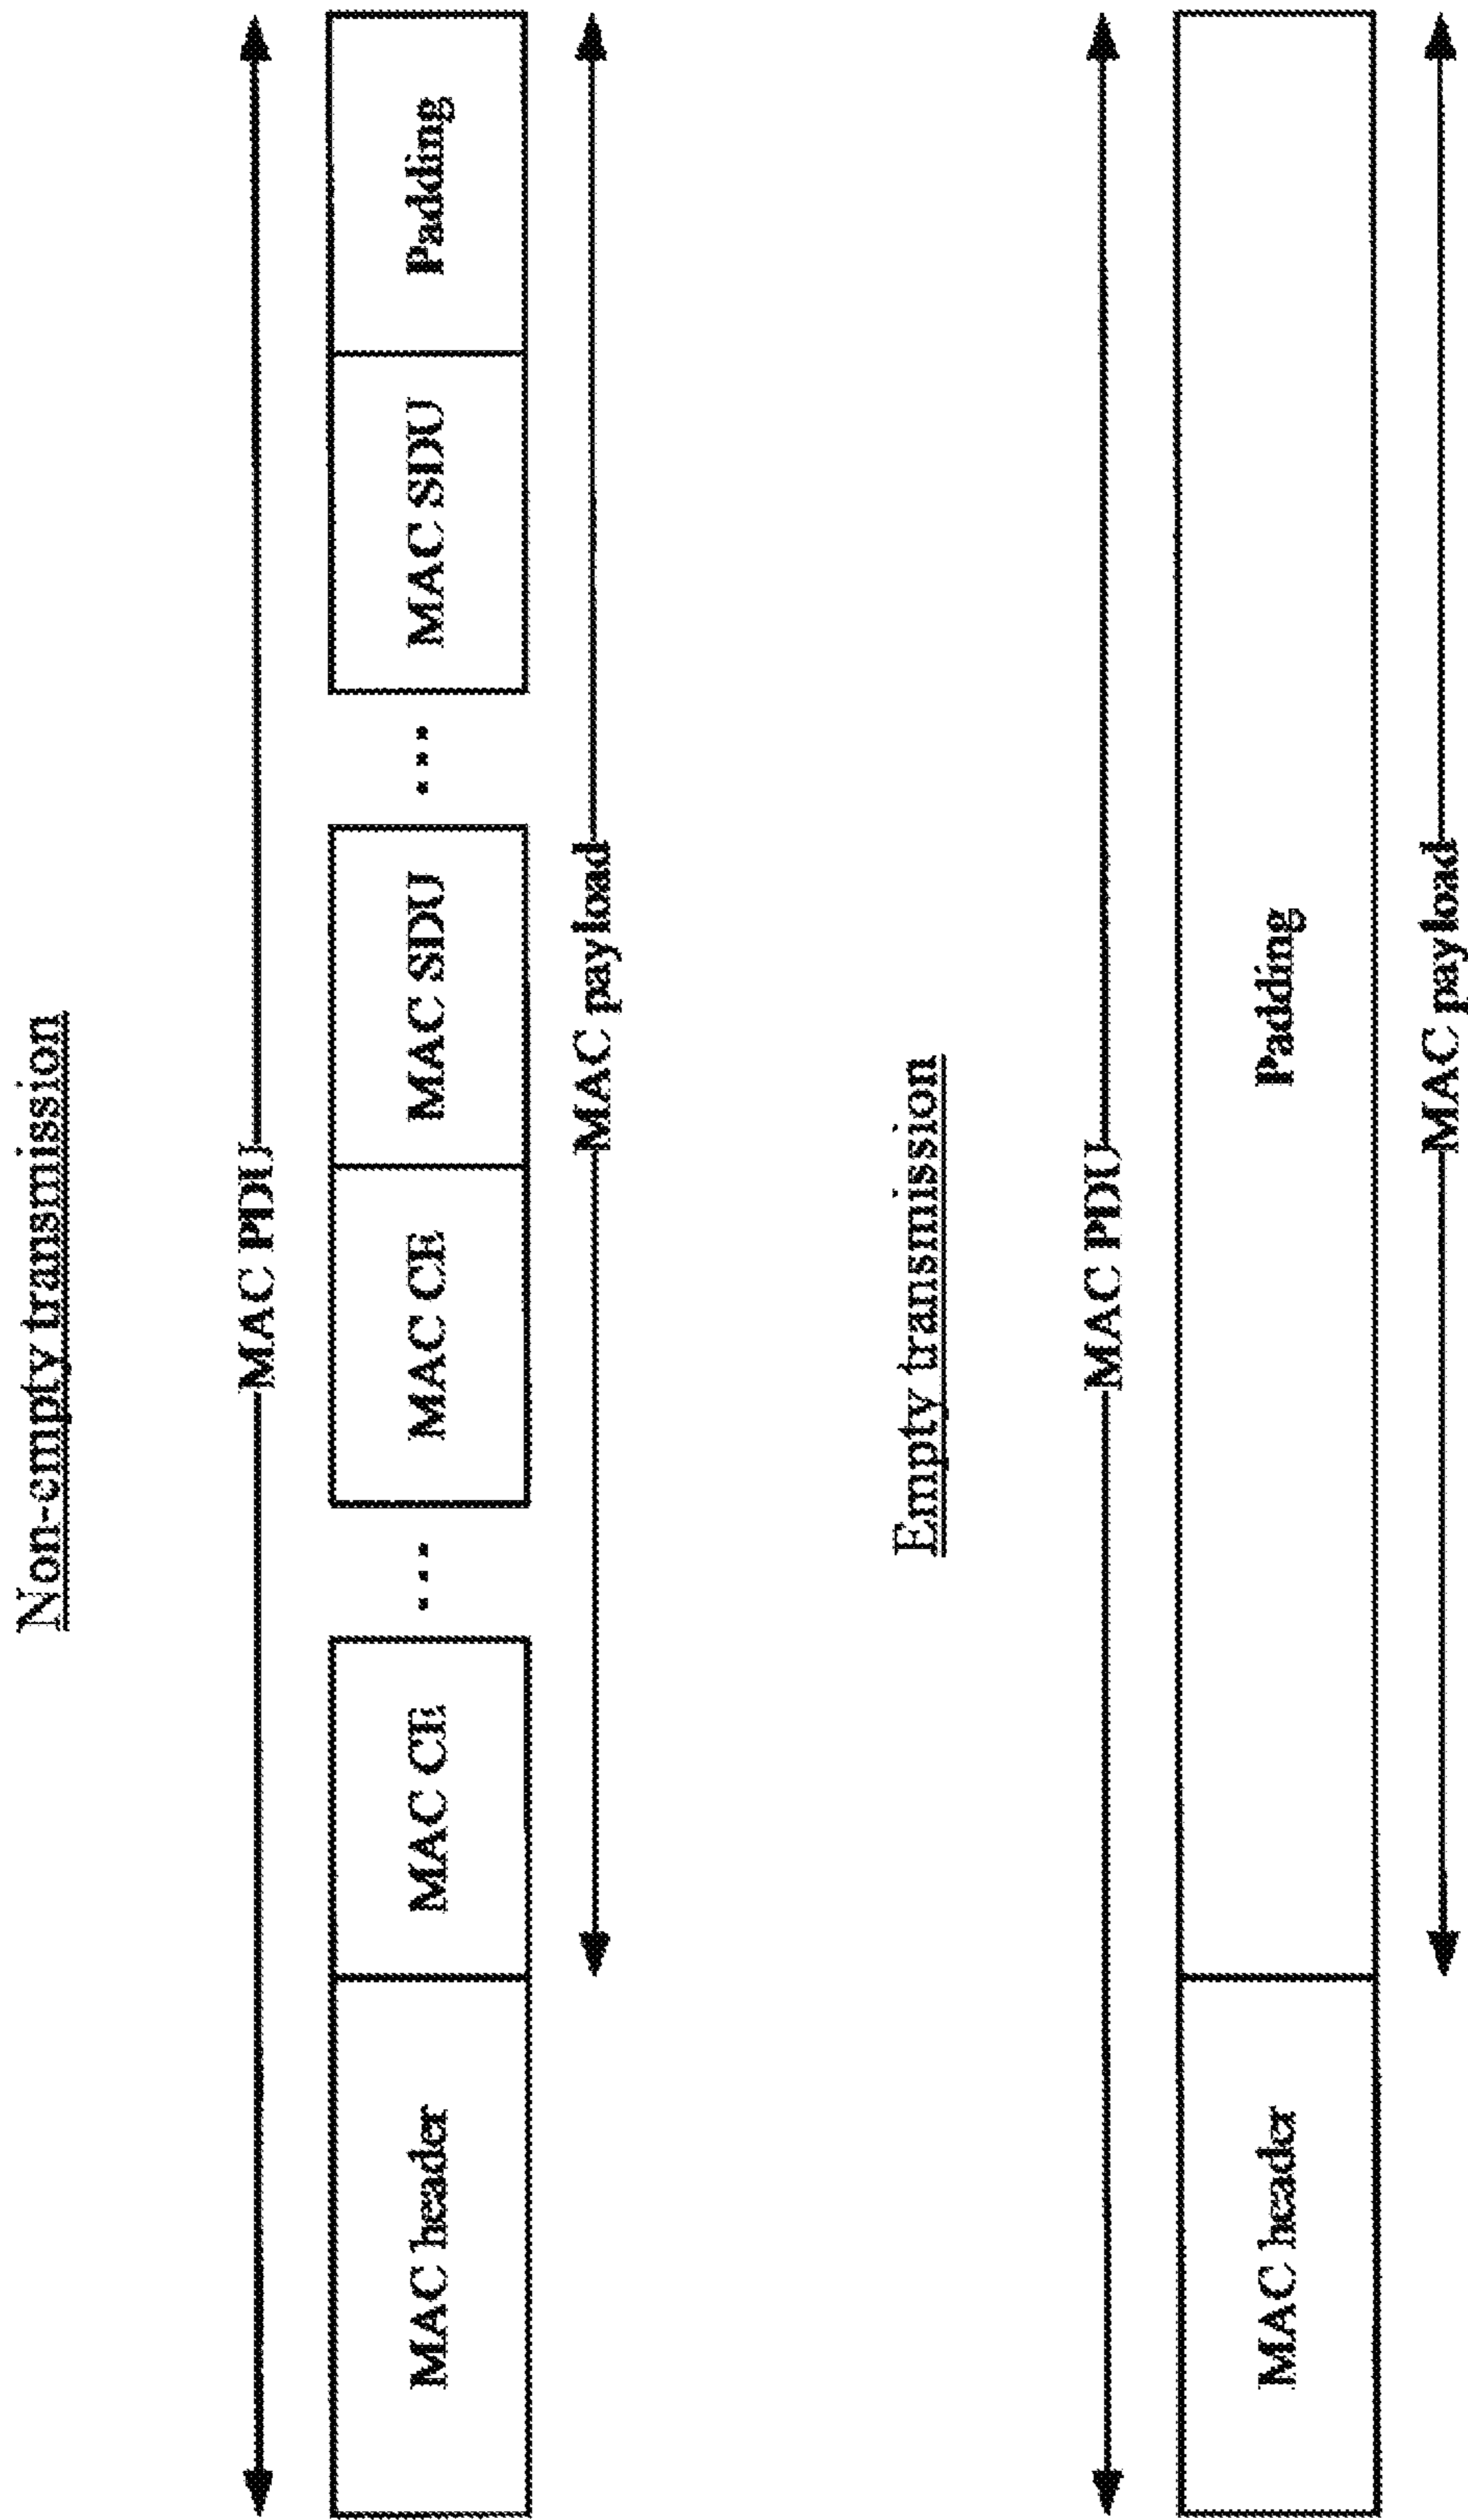 Non-empty transmission
MAC PDU
MAC header MAC CE ... MAC CE MAC SDU ... MAC SDU Padding
MAC payload
Empty transmission
MAC PDU
MAC header Padding
MAC payload